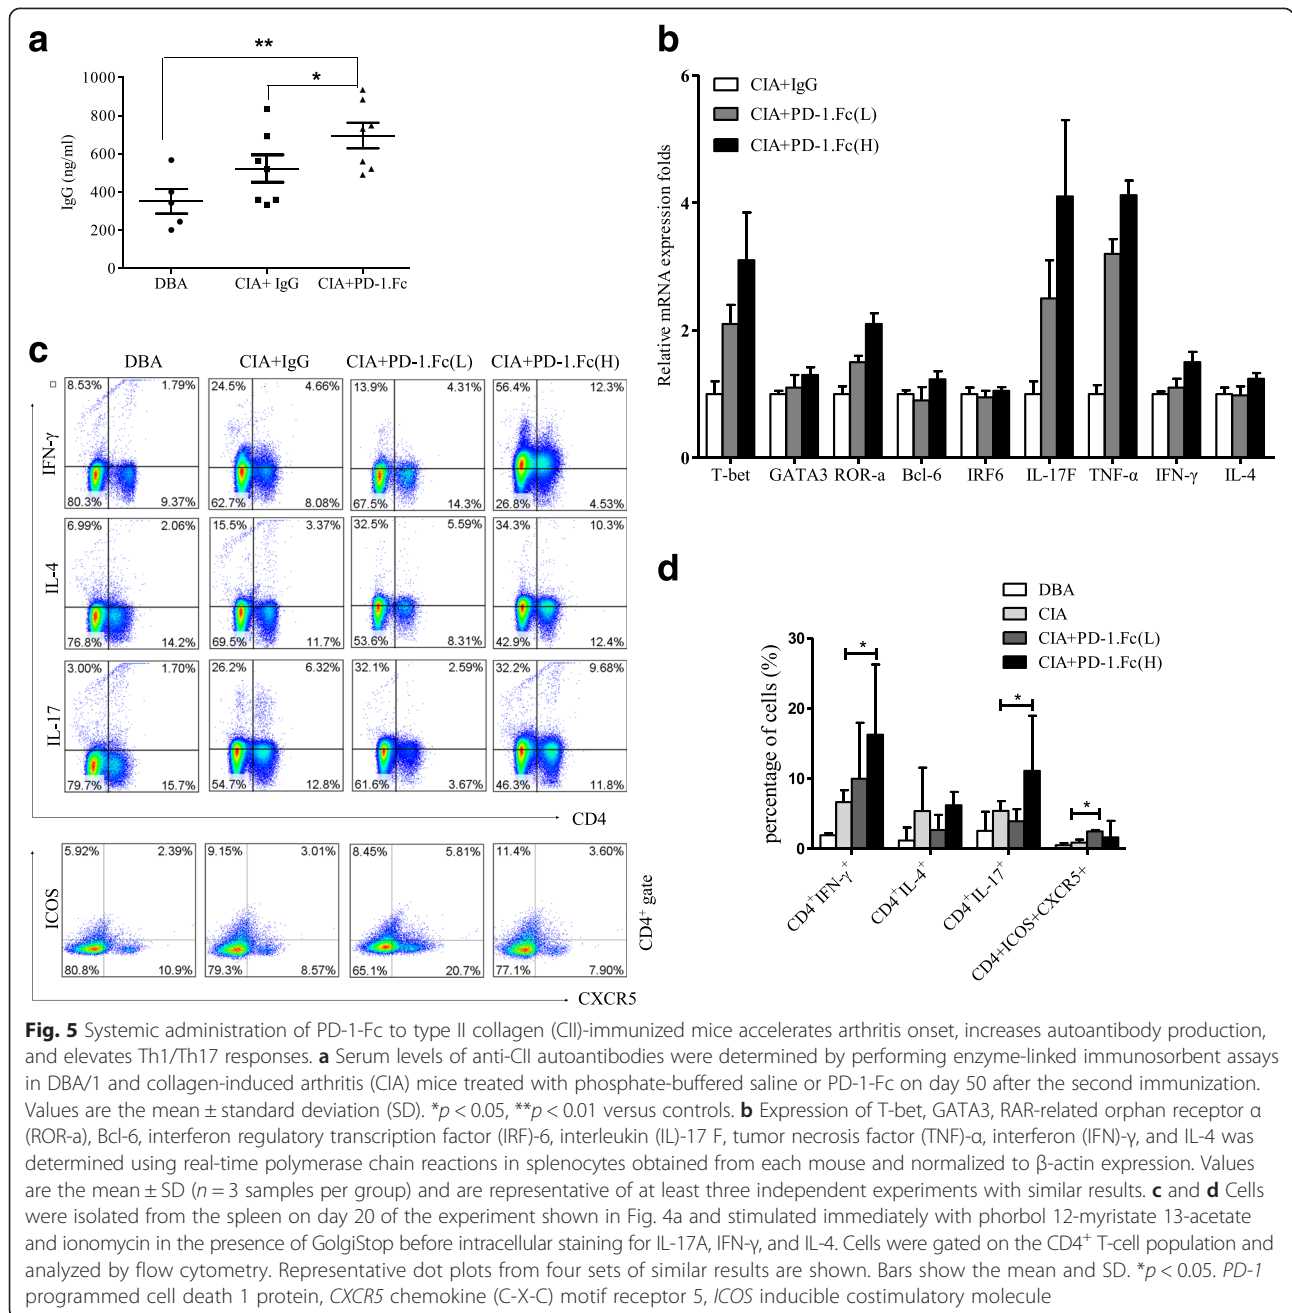 a
**
*
1000
800
600
400
200
0
IgG (ng/ml)
DBA
CIA+ IgG
CIA+PD-1.Fc
b
6
4
2
0
Relative mRNA expression folds
CIA+IgG
CIA+PD-1.Fc(L)
CIA+PD-1.Fc(H)
T-bet GATA3 ROR-a Bcl-6 IRF6 IL-17F TNF-α IFN-γ IL-4
c
DBA CIA+IgG CIA+PD-1.Fc(L) CIA+PD-1.Fc(H)
IFN-γ
8.53% 1.79% 24.5% 4.66% 13.9% 4.31% 56.4% 12.3%
80.3% 9.37% 62.7% 8.08% 67.5% 14.3% 26.8% 4.53%
IL-4
6.99% 2.06% 15.5% 3.37% 32.5% 5.59% 34.3% 10.3%
76.8% 14.2% 69.5% 11.7% 53.6% 8.31% 42.9% 12.4%
IL-17
3.00% 1.70% 26.2% 6.32% 32.1% 2.59% 32.2% 9.68%
79.7% 15.7% 54.7% 12.8% 61.6% 3.67% 46.3% 11.8%
CD4
ICOS
5.92% 2.39% 9.15% 3.01% 8.45% 5.81% 11.4% 3.60%
80.8% 10.9% 79.3% 8.57% 65.1% 20.7% 77.1% 7.90%
CD4⁺ gate
CXCR5
d
DBA
CIA
CIA+PD-1.Fc(L)
CIA+PD-1.Fc(H)
30
20
10
0
percentage of cells (%)
*
*
*
CD4⁺IFN-γ⁺
CD4⁺IL-4⁺
CD4⁺IL-17⁺
CD4+ICOS+CXCR5+
Fig. 5 Systemic administration of PD-1-Fc to type II collagen (CII)-immunized mice accelerates arthritis onset, increases autoantibody production,
and elevates Th1/Th17 responses. a Serum levels of anti-CII autoantibodies were determined by performing enzyme-linked immunosorbent assays
in DBA/1 and collagen-induced arthritis (CIA) mice treated with phosphate-buffered saline or PD-1-Fc on day 50 after the second immunization.
Values are the mean ± standard deviation (SD). *p < 0.05, **p < 0.01 versus controls. b Expression of T-bet, GATA3, RAR-related orphan receptor α
(ROR-a), Bcl-6, interferon regulatory transcription factor (IRF)-6, interleukin (IL)-17 F, tumor necrosis factor (TNF)-α, interferon (IFN)-γ, and IL-4 was
determined using real-time polymerase chain reactions in splenocytes obtained from each mouse and normalized to β-actin expression. Values
are the mean ± SD (n = 3 samples per group) and are representative of at least three independent experiments with similar results. c and d Cells
were isolated from the spleen on day 20 of the experiment shown in Fig. 4a and stimulated immediately with phorbol 12-myristate 13-acetate
and ionomycin in the presence of GolgiStop before intracellular staining for IL-17A, IFN-γ, and IL-4. Cells were gated on the CD4⁺ T-cell population and
analyzed by flow cytometry. Representative dot plots from four sets of similar results are shown. Bars show the mean and SD. *p < 0.05. PD-1
programmed cell death 1 protein, CXCR5 chemokine (C-X-C) motif receptor 5, ICOS inducible costimulatory molecule